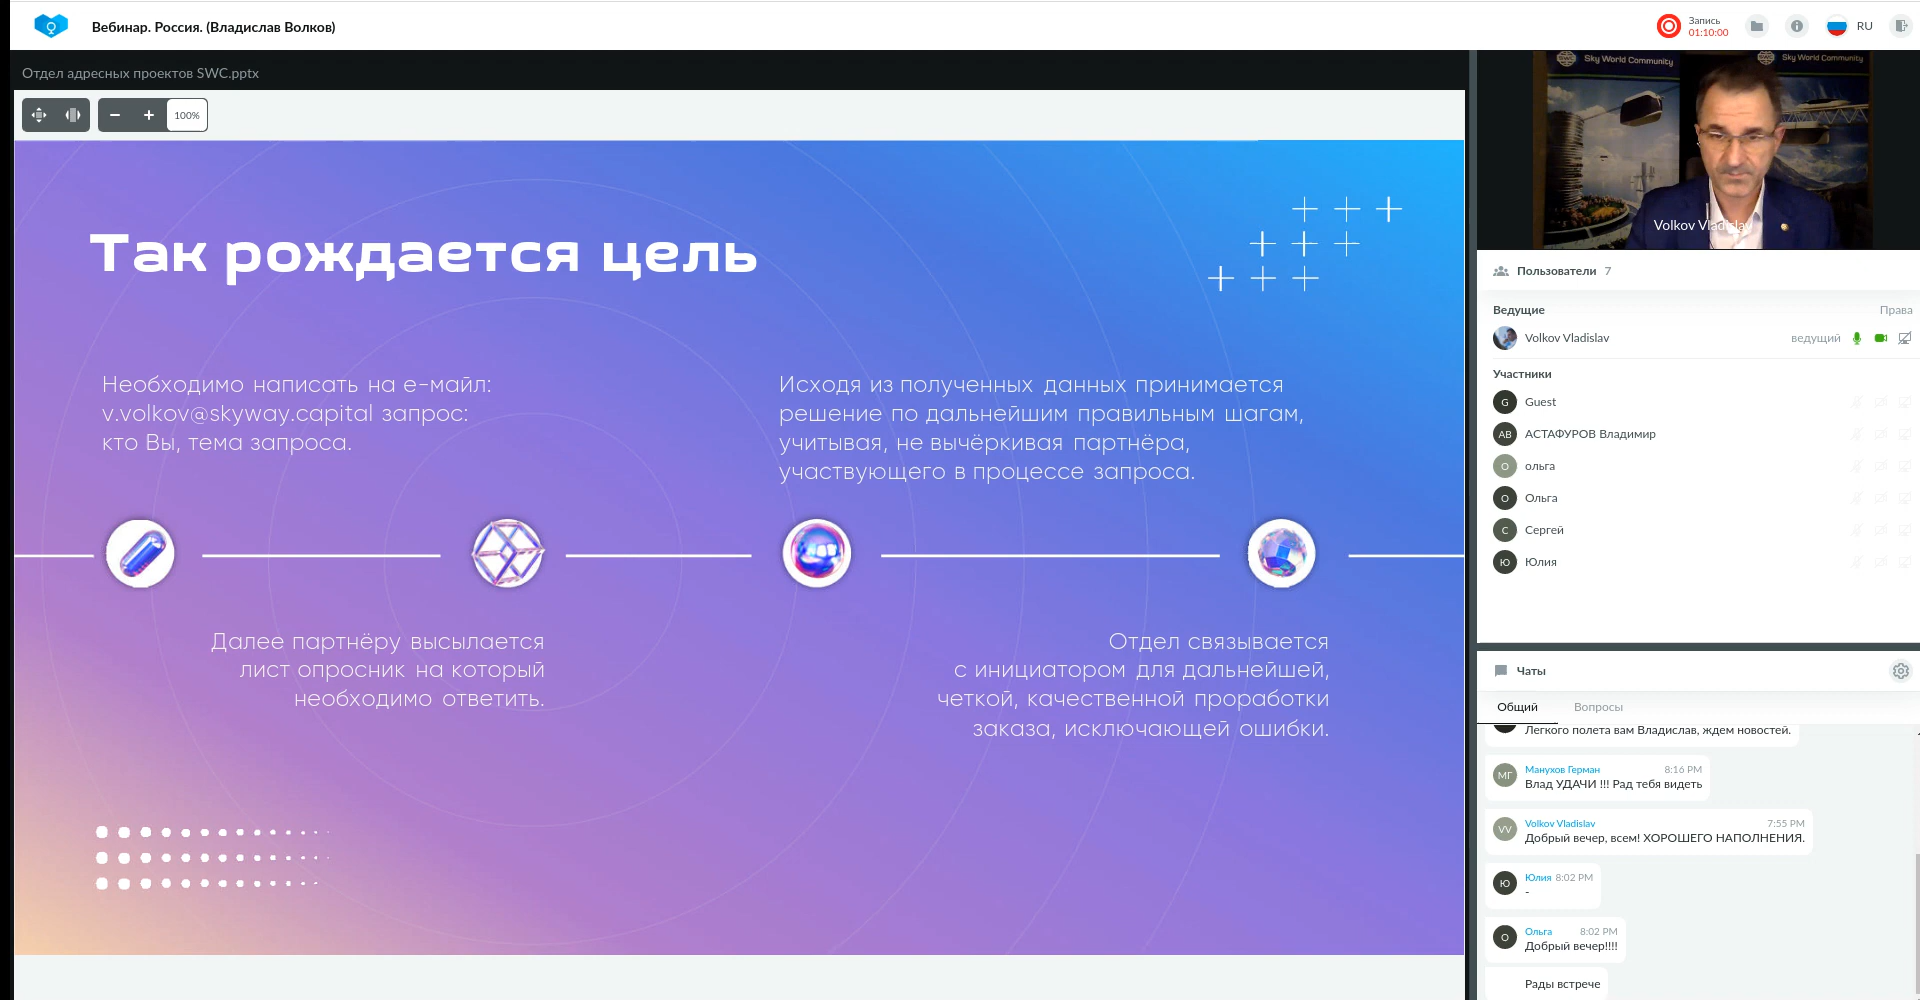 Вебинар. Россия. (Владислав Волков)
Запись
01:10:00
RU
Отдел адресных проектов SWC.pptx
100%
Так рождается цель
Необходимо написать на е-майл:
v.volkov@skyway.capital запрос:
кто Вы, тема запроса.
Исходя из полученных данных принимается
решение по дальнейшим правильным шагам,
учитывая, не вычёркивая партнёра,
участвующего в процессе запроса.
Далее партнёру высылается
лист опросник на который
необходимо ответить.
Отдел связывается
с инициатором для дальнейшей,
четкой, качественной проработки
заказа, исключающей ошибки.
Sky World Community
Sky World Community
Volkov Vladislav
Пользователи 7
Ведущие Права
Volkov Vladislav ведущий
Участники
G Guest
АВ АСТАФУРОВ Владимир
О ольга
О Ольга
С Сергей
Ю Юлия
Чаты
Общий Вопросы
Легкого полета вам Владислав, ждем новостей.
МГ Манухов Герман 8:16 PM
Влад УДАЧИ !!! Рад тебя видеть
VV Volkov Vladislav 7:55 PM
Добрый вечер, всем! ХОРОШЕГО НАПОЛНЕНИЯ.
Ю Юлия 8:02 PM
-
О Ольга 8:02 PM
Добрый вечер!!!!
Рады встрече